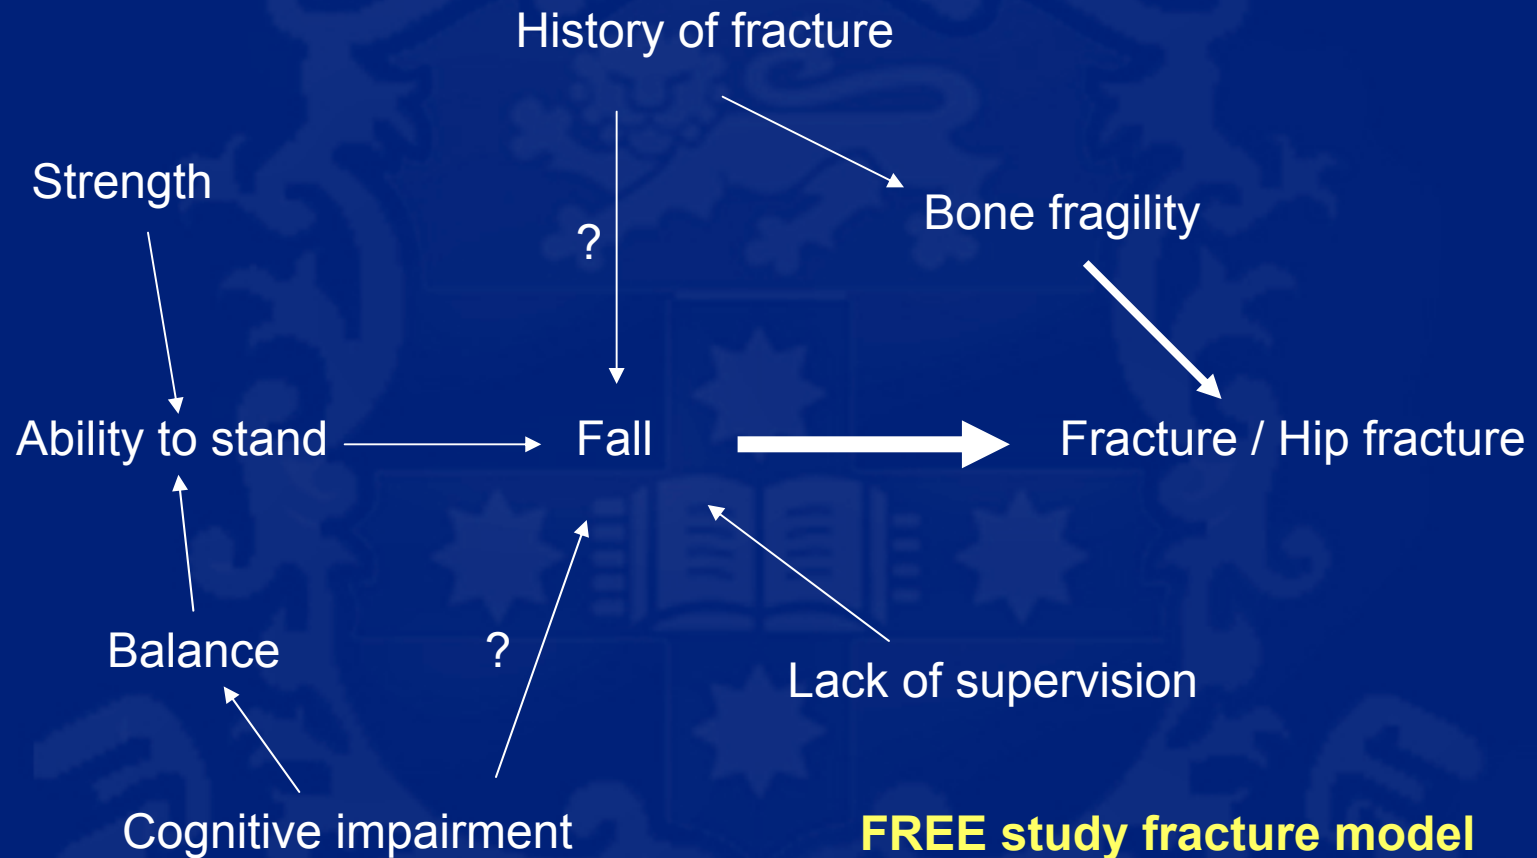 History of fracture
Strength
Bone fragility
?
Ability to stand
Fall
Fracture / Hip fracture
Balance
?
Lack of supervision
Cognitive impairment
FREE study fracture model